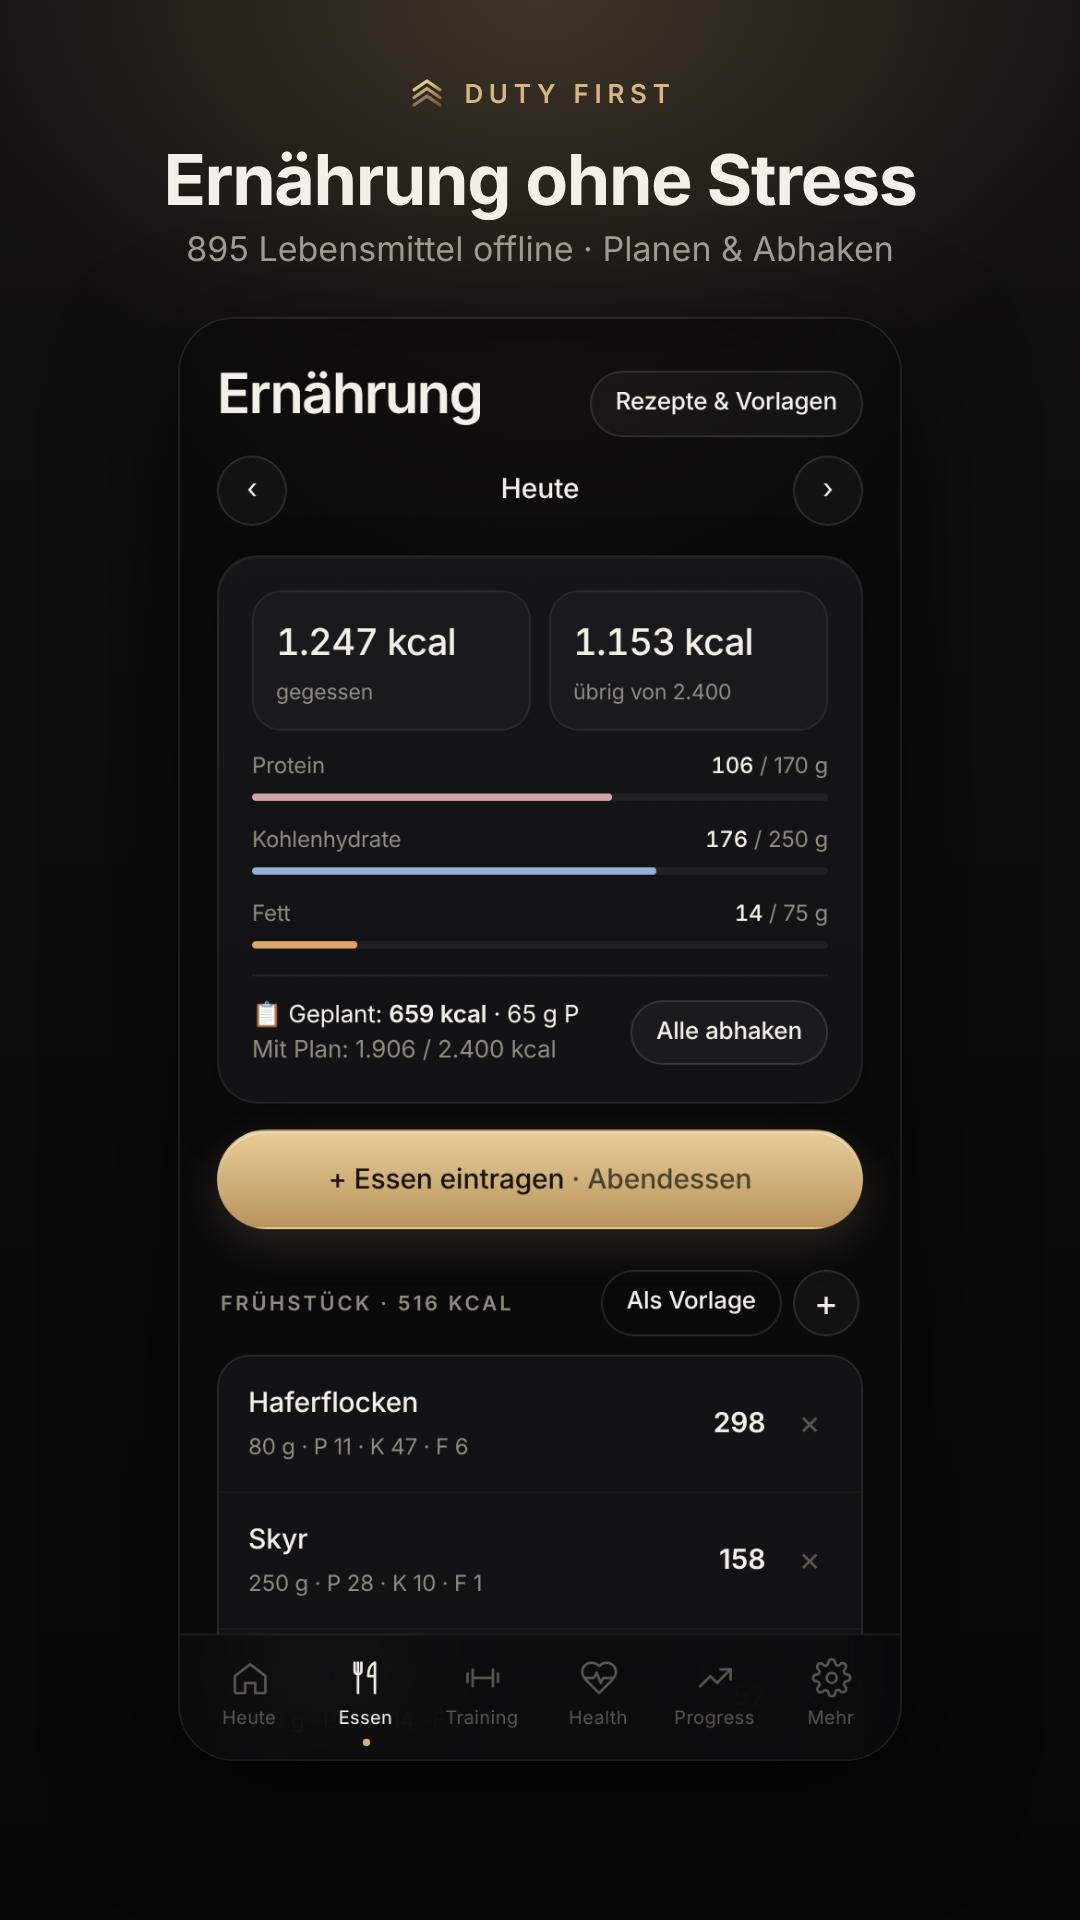 DUTY FIRST
Ernährung ohne Stress
895 Lebensmittel offline · Planen & Abhaken
Ernährung
Rezepte & Vorlagen
‹ Heute ›
1.247 kcal
gegessen
1.153 kcal
übrig von 2.400
Protein 106 / 170 g
Kohlenhydrate 176 / 250 g
Fett 14 / 75 g
📋 Geplant: 659 kcal · 65 g P
Mit Plan: 1.906 / 2.400 kcal
Alle abhaken
+ Essen eintragen · Abendessen
FRÜHSTÜCK · 516 KCAL
Als Vorlage
+
Haferflocken
80 g · P 11 · K 47 · F 6
298 ×
Skyr
250 g · P 28 · K 10 · F 1
158 ×
Heute Essen Training Health Progress Mehr